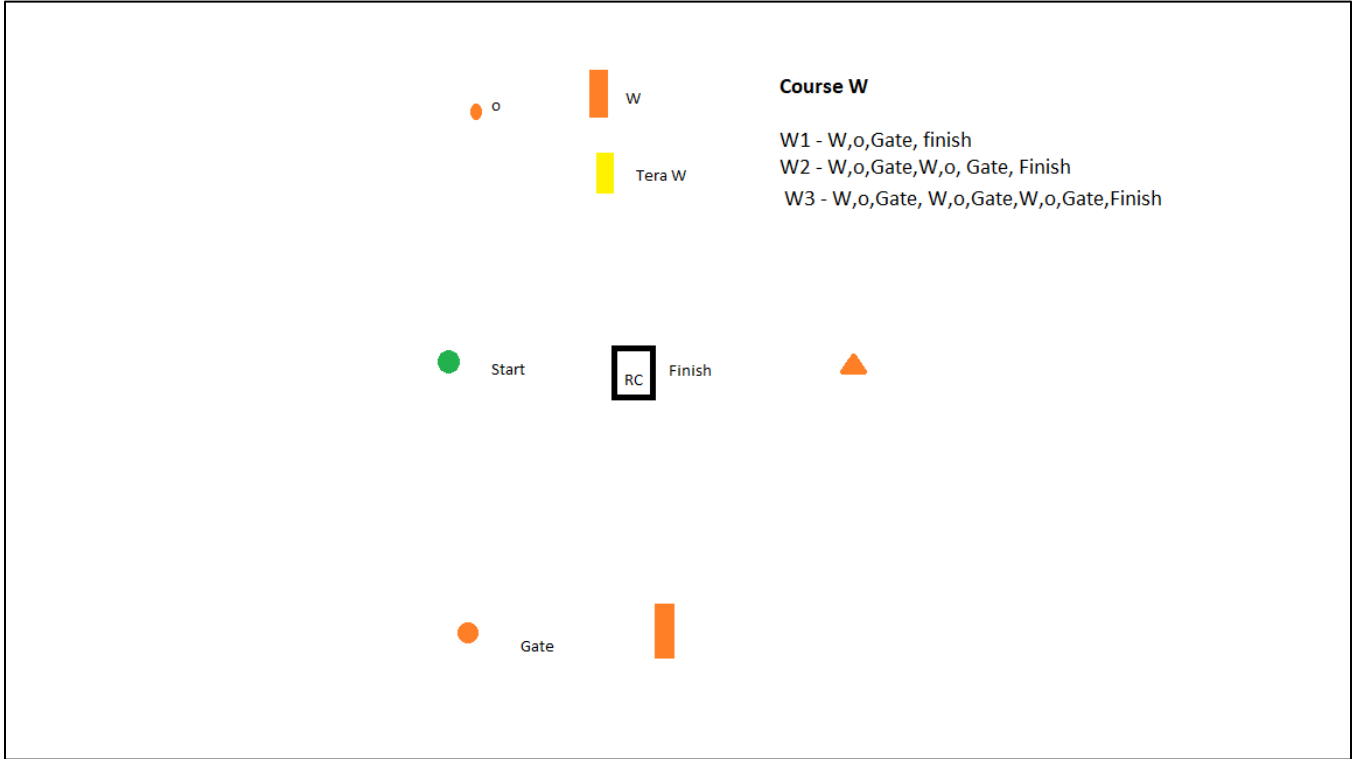 o
W
Course W
W1 - W,o,Gate, finish
W2 - W,o,Gate,W,o, Gate, Finish
W3 - W,o,Gate, W,o,Gate,W,o,Gate,Finish
Tera W
Start
RC
Finish
Gate